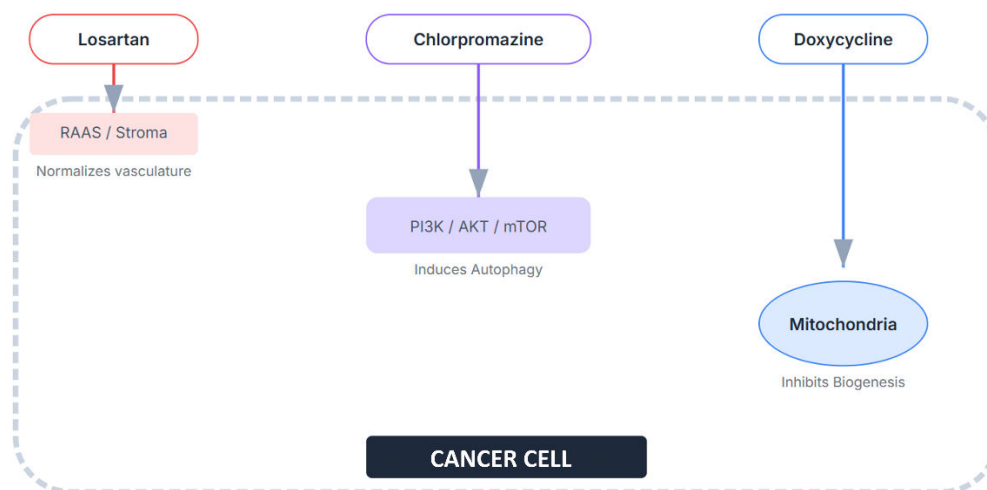 Losartan
Chlorpromazine
Doxycycline
RAAS / Stroma
Normalizes vasculature
PI3K / AKT / mTOR
Induces Autophagy
Mitochondria
Inhibits Biogenesis
CANCER CELL